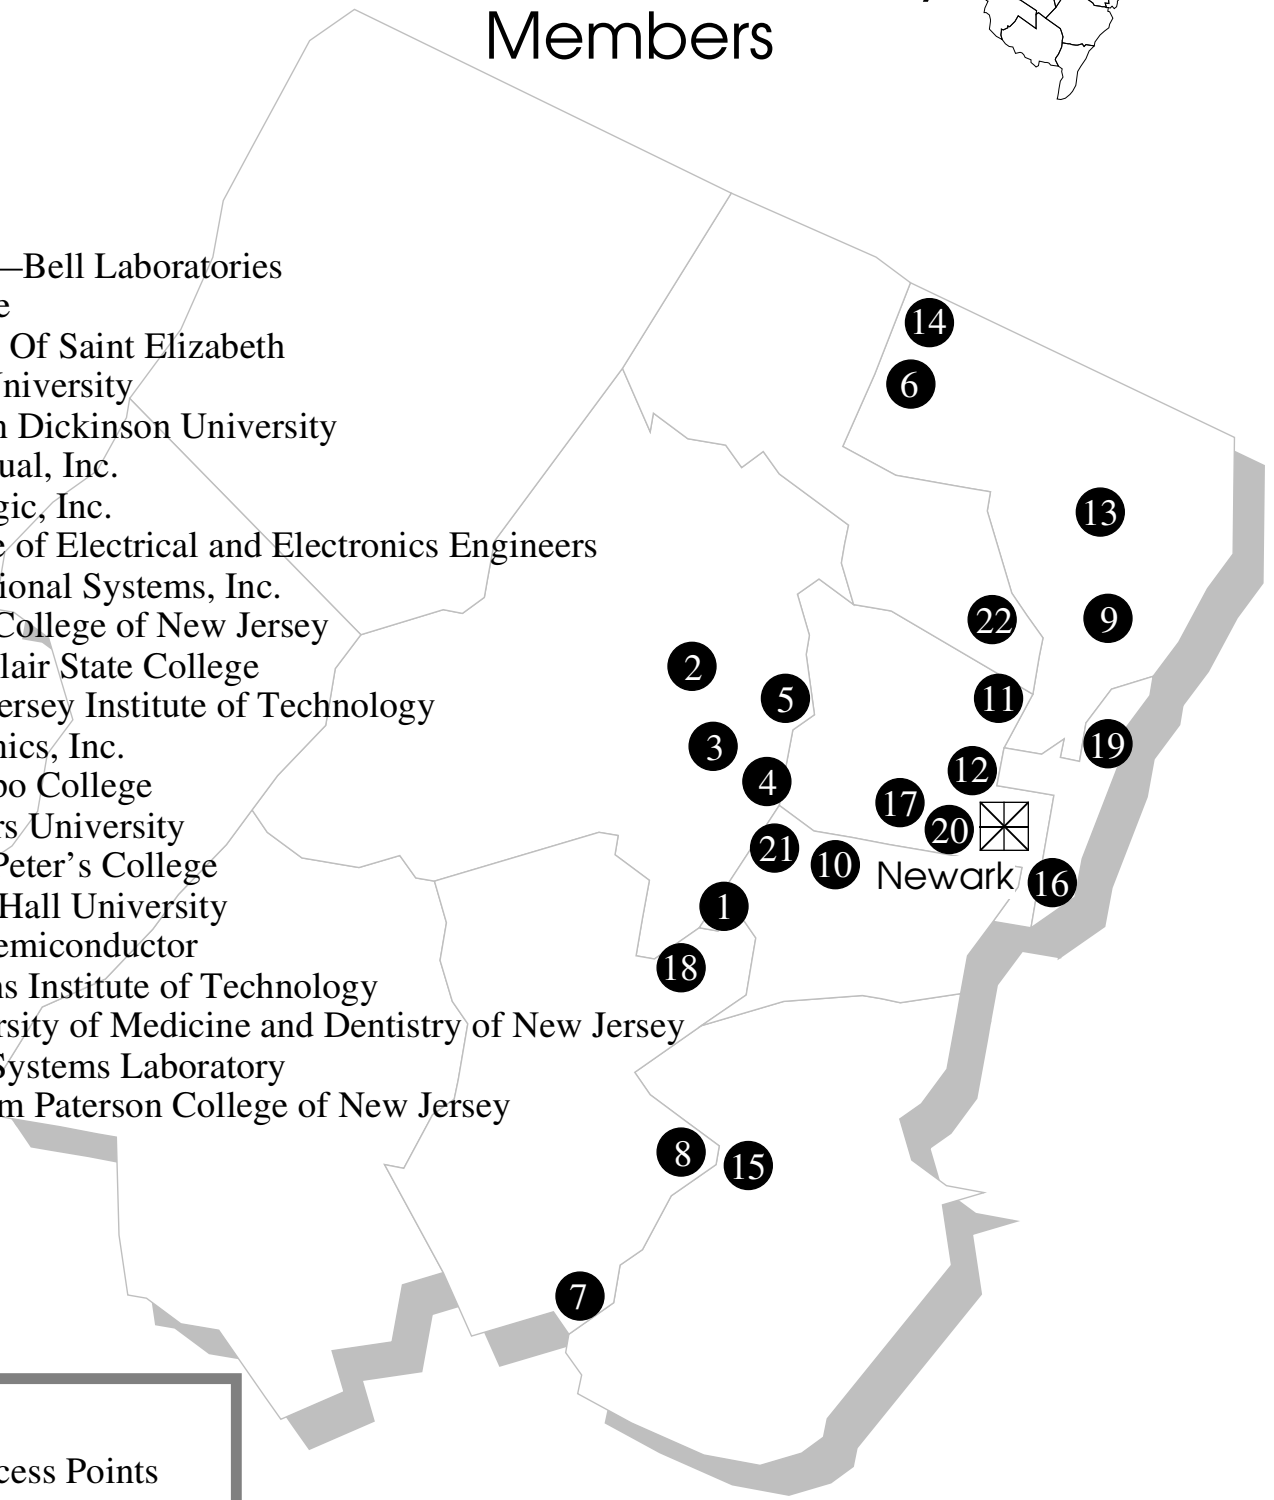 Members
—Bell Laboratories
Of Saint Elizabeth
University
Dickinson University
ual, Inc.
gic, Inc.
of Electrical and Electronics Engineers
ional Systems, Inc.
College of New Jersey
lair State College
ersey Institute of Technology
nics, Inc.
oo College
rs University
Peter’s College
Hall University
emiconductor
ns Institute of Technology
rsity of Medicine and Dentistry of New Jersey
Systems Laboratory
m Paterson College of New Jersey
14
6
13
22
9
2
5
11
3
19
4
12
17
20
21
10
Newark
16
1
18
8
15
7
cess Points